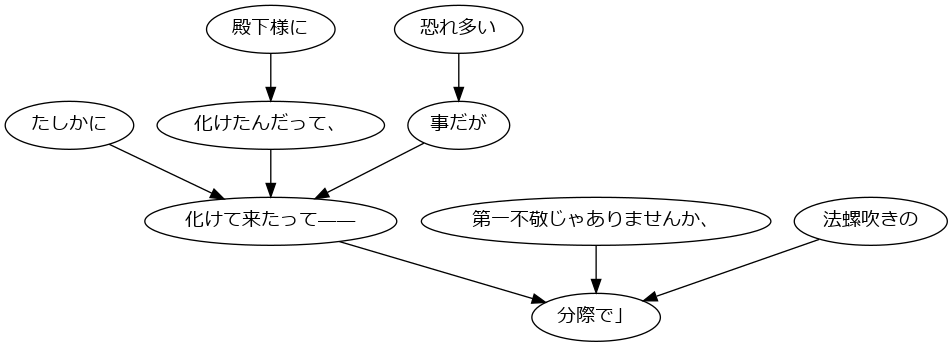 殿下様に
恐れ多い
たしかに
化けたんだって、
事だが
化けて来たって——
第一不敬じゃありませんか、
法螺吹きの
分際で」